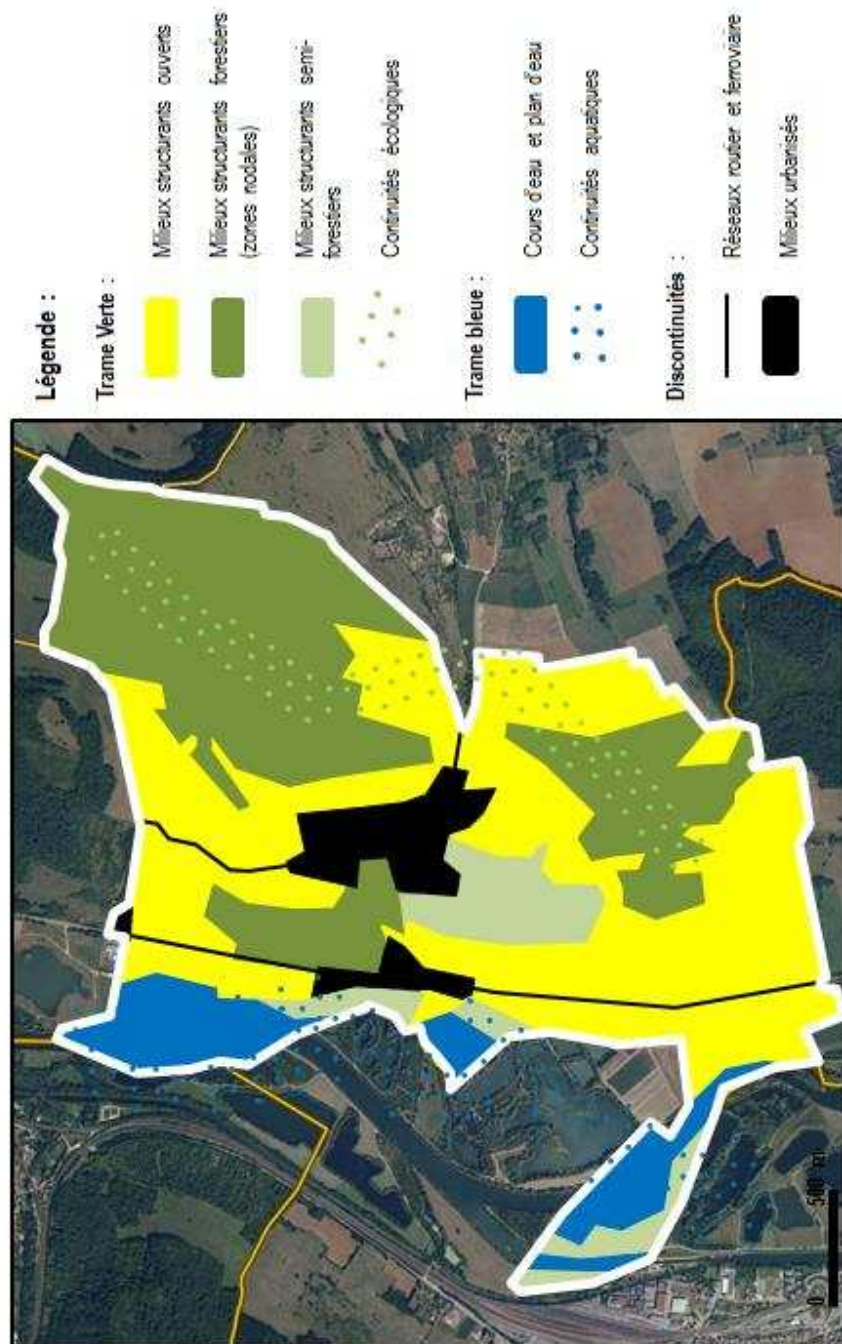 Légende :
Trame Verte :
Milieux structurants ouverts
Milieux structurants forestiers
(zones nodales)
Milieux structurants semi-
forestiers
Continuités écologiques
Trame bleue :
Cours d'eau et plan d'eau
Continuités aquatiques
Discontinuités :
Réseaux routier et ferroviaire
Milieux urbanisés
0 500 m